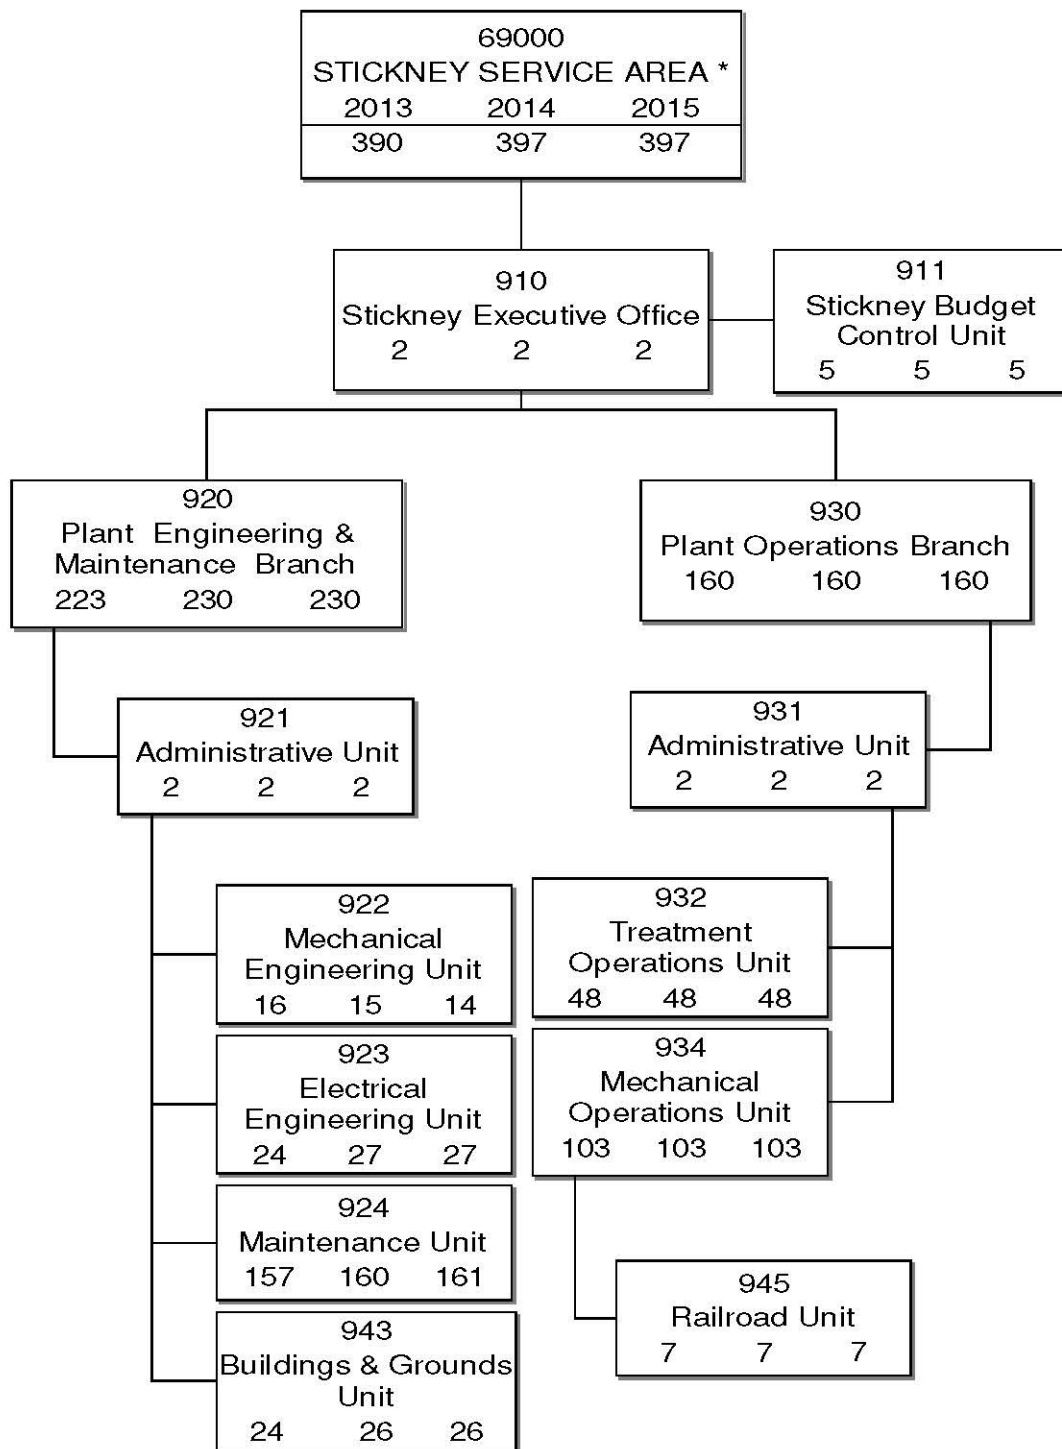 69000
STICKNEY SERVICE AREA *
2013 2014 2015
390 397 397
910
Stickney Executive Office
2 2 2
911
Stickney Budget
Control Unit
5 5 5
920
Plant Engineering &
Maintenance Branch
223 230 230
930
Plant Operations Branch
160 160 160
921
Administrative Unit
2 2 2
931
Administrative Unit
2 2 2
922
Mechanical
Engineering Unit
16 15 14
932
Treatment
Operations Unit
48 48 48
923
Electrical
Engineering Unit
24 27 27
934
Mechanical
Operations Unit
103 103 103
924
Maintenance Unit
157 160 161
945
Railroad Unit
7 7 7
943
Buildings & Grounds
Unit
24 26 26